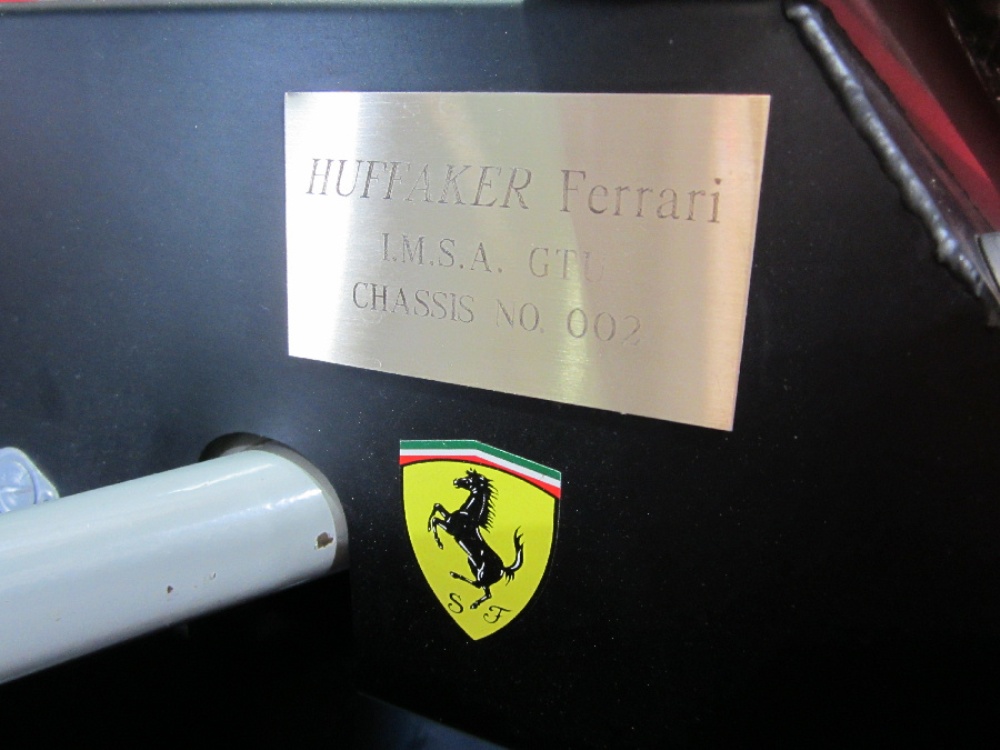 HUFFAKER Ferrari
I.M.S.A. GTU
CHASSIS NO. 002
S F